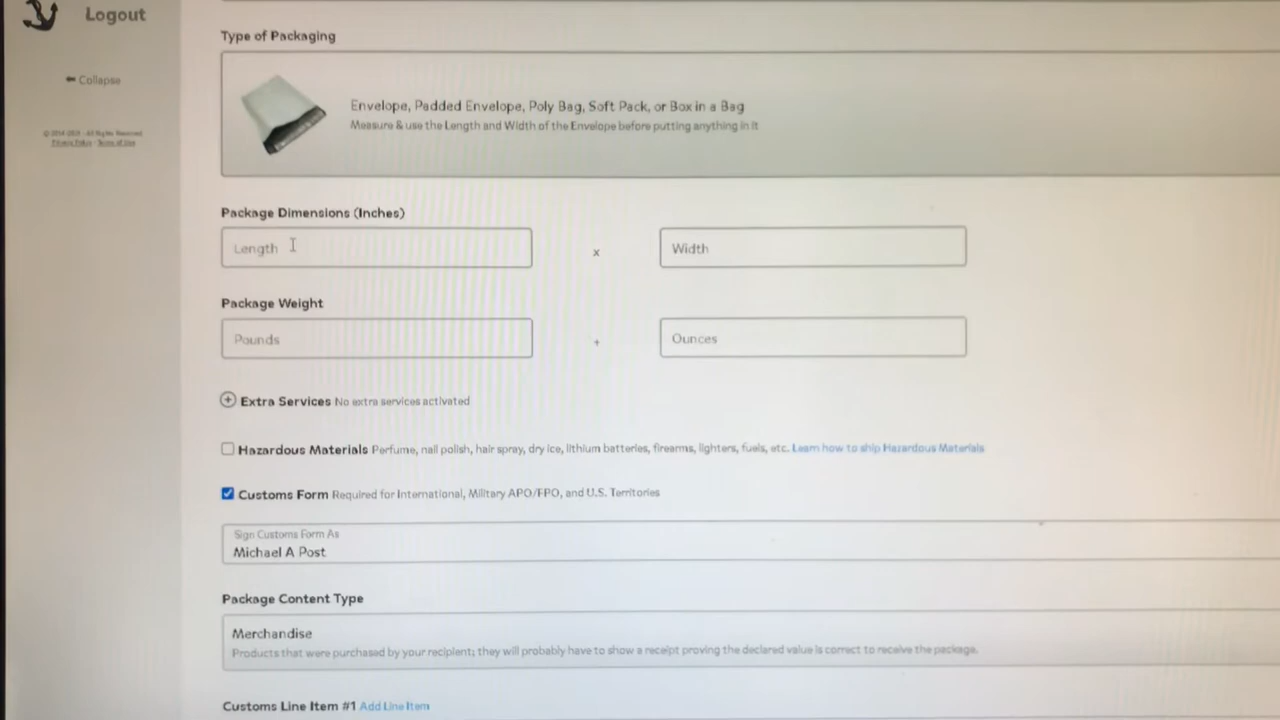 Logout
Collapse
Type of Packaging
Envelope, Padded Envelope, Poly Bag, Soft Pack, or Box in a Bag
Measure & use the Length and Width of the Envelope before putting anything in it
Package Dimensions (Inches)
Length x Width
Package Weight
Pounds + Ounces
Extra Services No extra services activated
Hazardous Materials Perfume, nail polish, hair spray, dry ice, lithium batteries, firearms, lighters, fuels, etc. Learn how to ship Hazardous Materials
Customs Form Required for International, Military APO/FPO, and U.S. Territories
Sign Customs Form As
Michael A Post
Package Content Type
Merchandise
Products that were purchased by your recipient; they will probably have to show a receipt proving the declared value is correct to receive the package.
Customs Line Item #1 Add Line Item